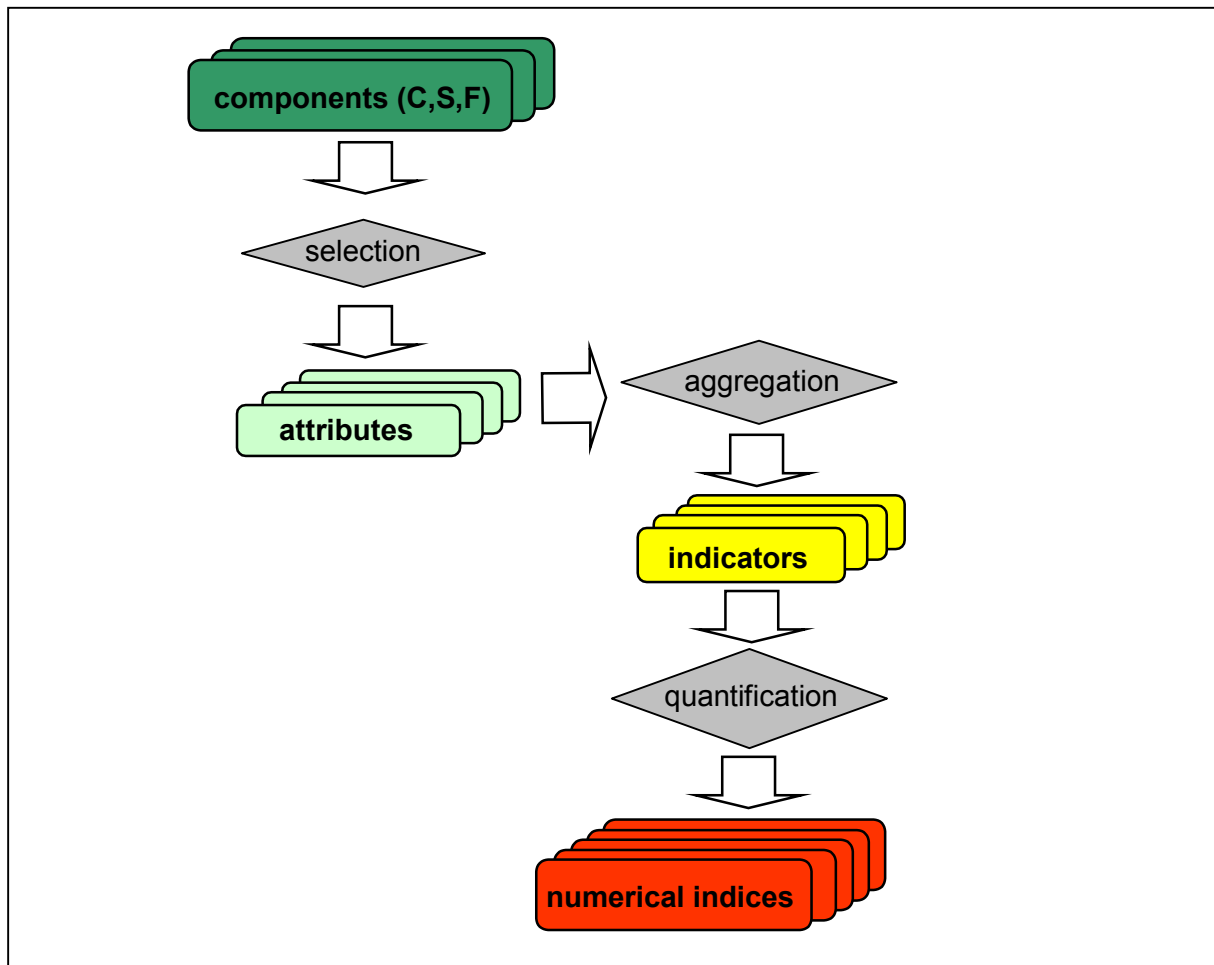 components (C,S,F)
selection
attributes
aggregation
indicators
quantification
numerical indices